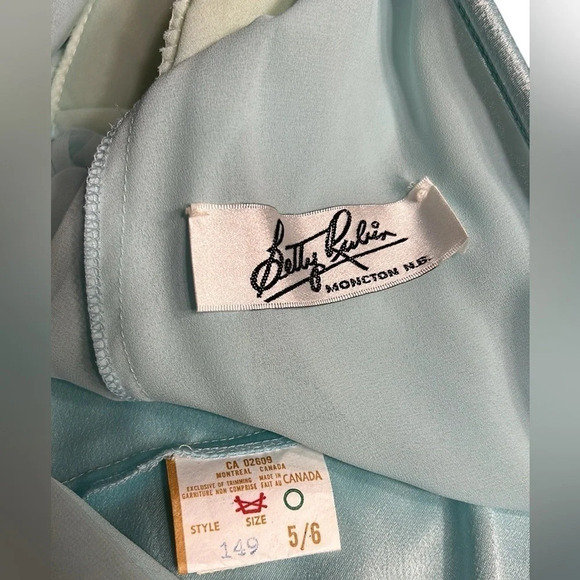 Betty Rubin
MONCTON N.B.
CA 02609
MONTREAL CANADA
EXCLUSIVE OF TRIMMING MADE IN CANADA
GARNITURE NON COMPRISE FAIT AU
STYLE SIZE
149 5/6